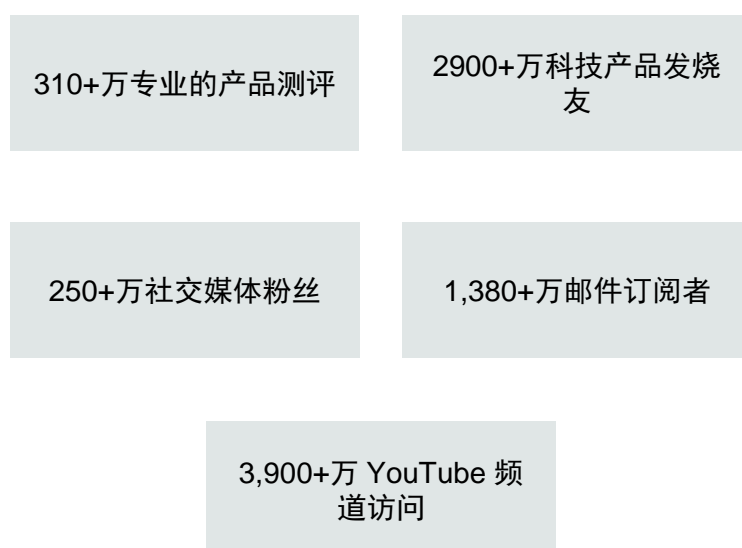 310+万专业的产品测评
2900+万科技产品发烧
友
250+万社交媒体粉丝
1,380+万邮件订阅者
3,900+万 YouTube 频
道访问